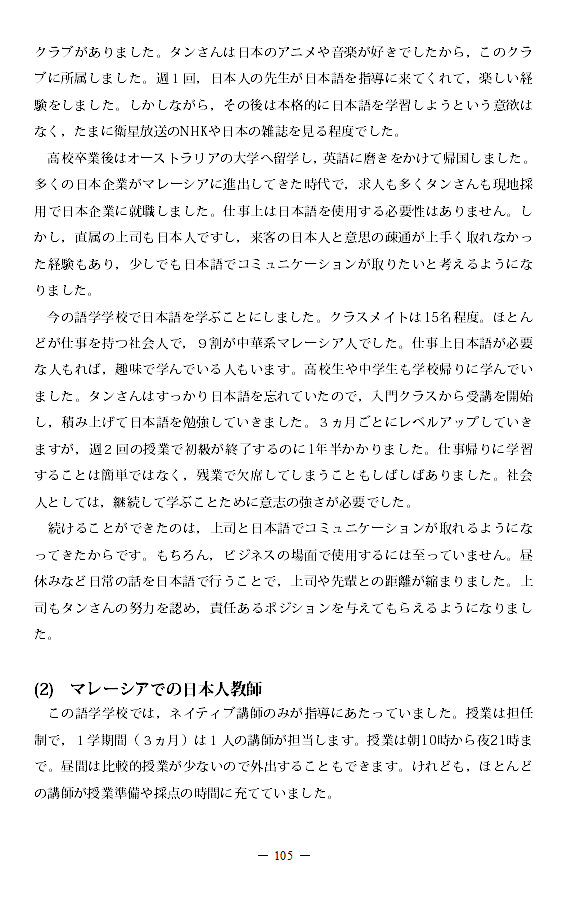 クラブがありました。タンさんは日本のアニメや音楽が好きでしたから，このクラ
ブに所属しました。週１回，日本人の先生が日本語を指導に来てくれて，楽しい経
験をしました。しかしながら，その後は本格的に日本語を学習しようという意欲は
なく，たまに衛星放送のNHKや日本の雑誌を見る程度でした。
　高校卒業後はオーストラリアの大学へ留学し，英語に磨きをかけて帰国しました。
多くの日本企業がマレーシアに進出してきた時代で，求人も多くタンさんも現地採
用で日本企業に就職しました。仕事上は日本語を使用する必要性はありません。し
かし，直属の上司も日本人ですし，来客の日本人と意思の疎通が上手く取れなかっ
た経験もあり，少しでも日本語でコミュニケーションが取りたいと考えるようにな
りました。
　今の語学学校で日本語を学ぶことにしました。クラスメイトは15名程度。ほとん
どが仕事を持つ社会人で，９割が中華系マレーシア人でした。仕事上日本語が必要
な人もれば，趣味で学んでいる人もいます。高校生や中学生も学校帰りに学んでい
ました。タンさんはすっかり日本語を忘れていたので，入門クラスから受講を開始
し，積み上げて日本語を勉強していきました。３ヵ月ごとにレベルアップしていき
ますが，週２回の授業で初級が終了するのに1年半かかりました。仕事帰りに学習
することは簡単ではなく，残業で欠席してしまうこともしばしばありました。社会
人としては，継続して学ぶことために意志の強さが必要でした。
　続けることができたのは，上司と日本語でコミュニケーションが取れるようにな
ってきたからです。もちろん，ビジネスの場面で使用するには至っていません。昼
休みなど日常の話を日本語で行うことで，上司や先輩との距離が縮まりました。上
司もタンさんの努力を認め，責任あるポジションを与えてもらえるようになりまし
た。
(2)　マレーシアでの日本人教師
　この語学学校では，ネイティブ講師のみが指導にあたっていました。授業は担任
制で，１学期間（３ヵ月）は１人の講師が担当します。授業は朝10時から夜21時ま
で。昼間は比較的授業が少ないので外出することもできます。けれども，ほとんど
の講師が授業準備や採点の時間に充てていました。
― 105 ―